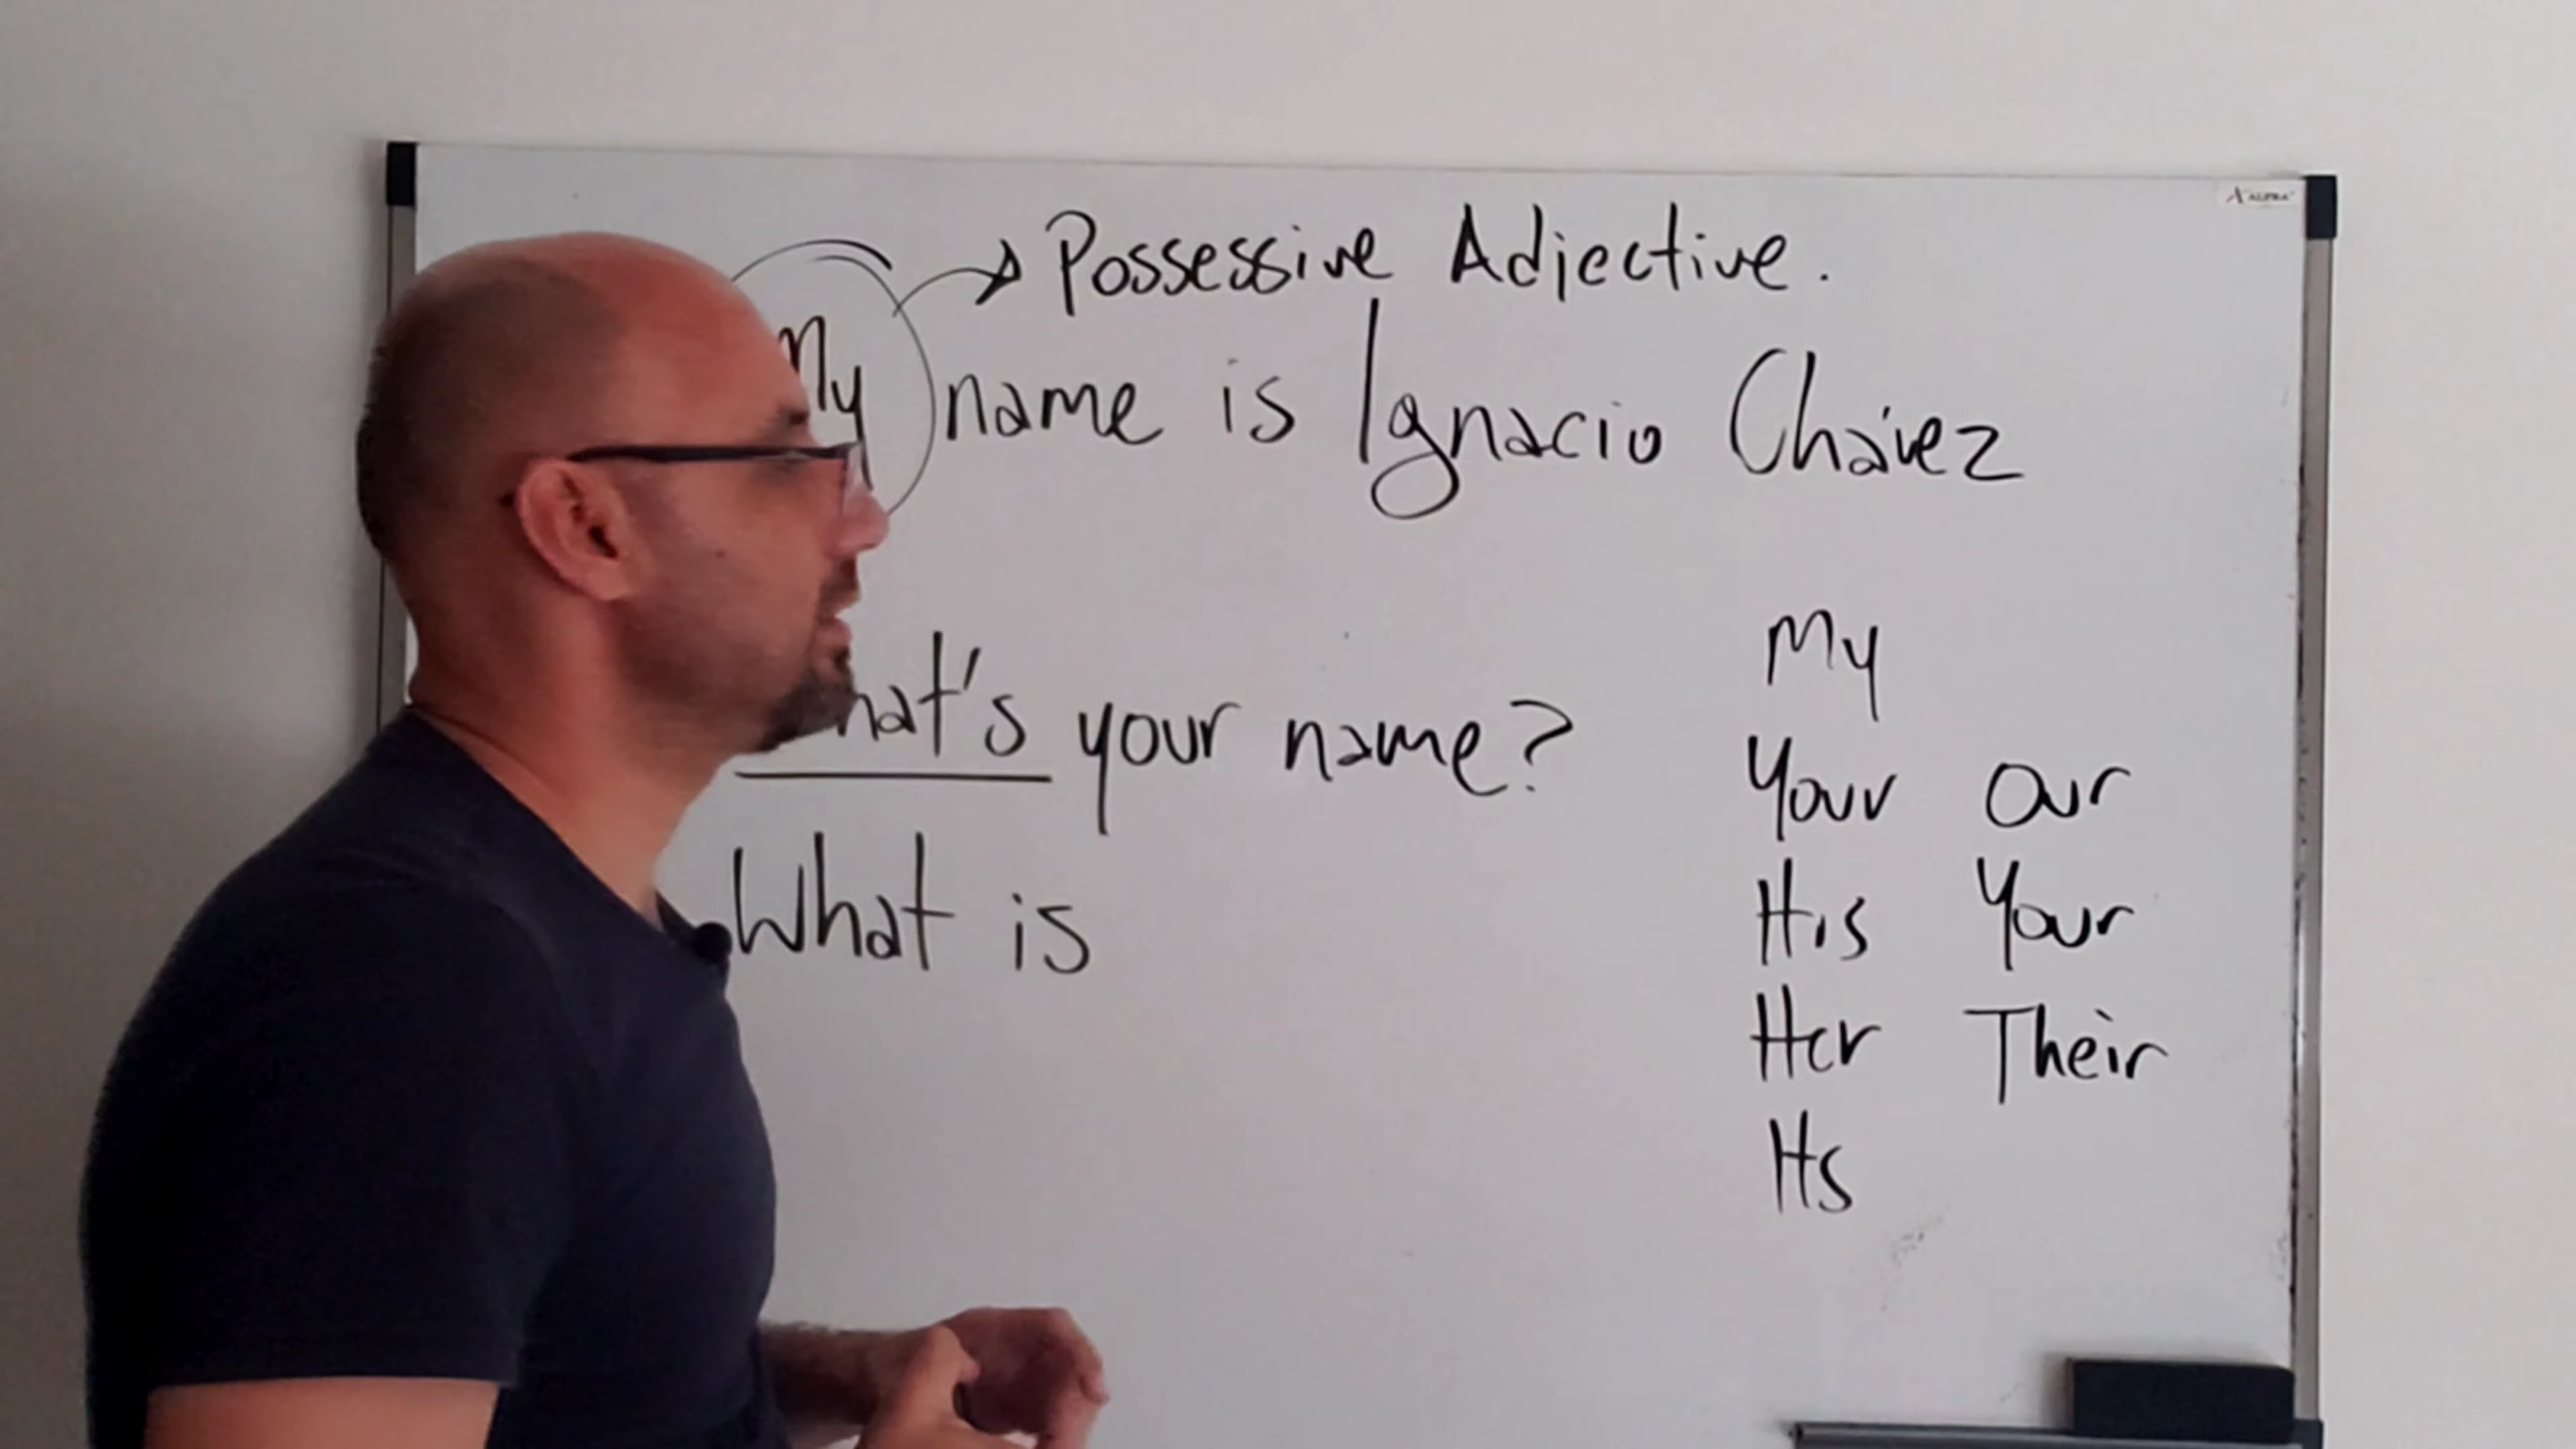 Possessive Adjective.
My name is Ignacio Chávez
hat's your name?
What is
My
Your our
His Your
Her Their
Its